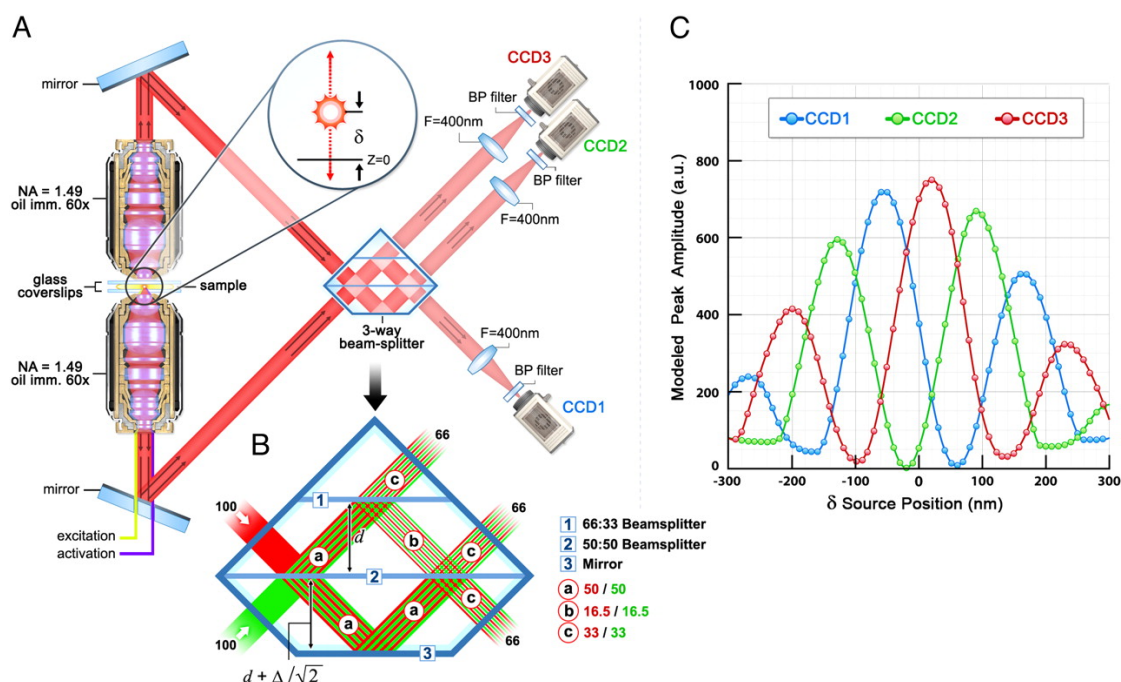 A
mirror
NA = 1.49
oil imm. 60x
glass
coverslips
sample
NA = 1.49
oil imm. 60x
mirror
excitation
activation
δ
Z=0
CCD3
BP filter
F=400nm
CCD2
BP filter
F=400nm
3-way
beam-splitter
F=400nm
BP filter
CCD1
B
66
c
1
100
d
66
a
b
c
2
a
a
c
100
66
3
d + Δ/√2
1 66:33 Beamsplitter
2 50:50 Beamsplitter
3 Mirror
a 50 / 50
b 16.5 / 16.5
c 33 / 33
C
Modeled Peak Amplitude (a.u.)
1000
800
600
400
200
0
CCD1 CCD2 CCD3
-300 -200 -100 0 100 200 300
δ Source Position (nm)